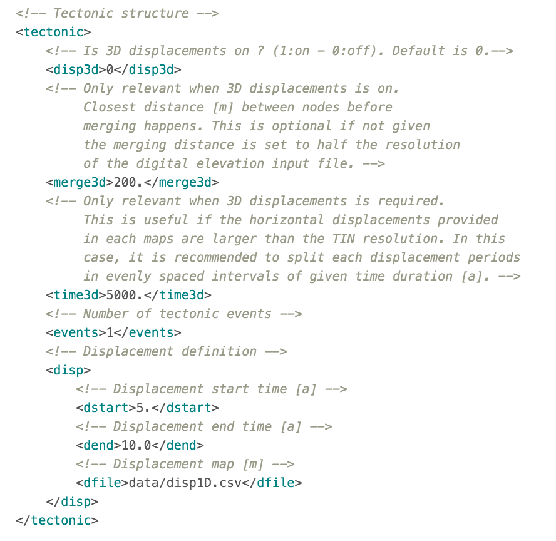 <!-- Tectonic structure -->
<tectonic>
<!-- Is 3D displacements on ? (1:on - 0:off). Default is 0.-->
<disp3d>0</disp3d>
<!-- Only relevant when 3D displacements is on.
Closest distance [m] between nodes before
merging happens. This is optional if not given
the merging distance is set to half the resolution
of the digital elevation input file. -->
<merge3d>200.</merge3d>
<!-- Only relevant when 3D displacements is required.
This is useful if the horizontal displacements provided
in each maps are larger than the TIN resolution. In this
case, it is recommended to split each displacement periods
in evenly spaced intervals of given time duration [a]. -->
<time3d>5000.</time3d>
<!-- Number of tectonic events -->
<events>1</events>
<!-- Displacement definition -->
<disp>
<!-- Displacement start time [a] -->
<dstart>5.</dstart>
<!-- Displacement end time [a] -->
<dend>10.0</dend>
<!-- Displacement map [m] -->
<dfile>data/disp1D.csv</dfile>
</disp>
</tectonic>